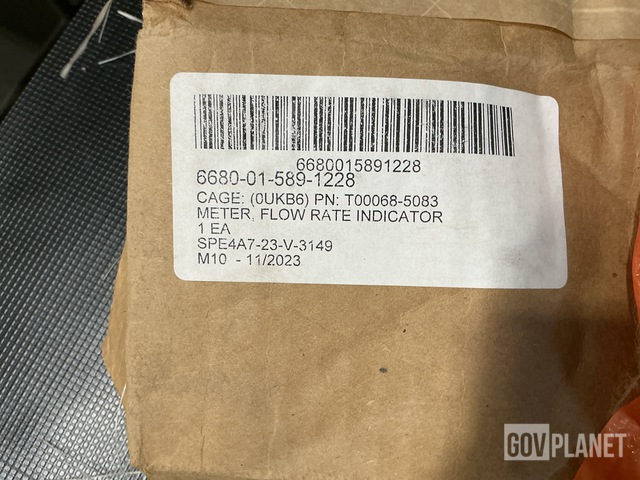 6680015891228
6680-01-589-1228
CAGE: (0UKB6) PN: T00068-5083
METER, FLOW RATE INDICATOR
1 EA
SPE4A7-23-V-3149
M10 - 11/2023
GOVPLANET